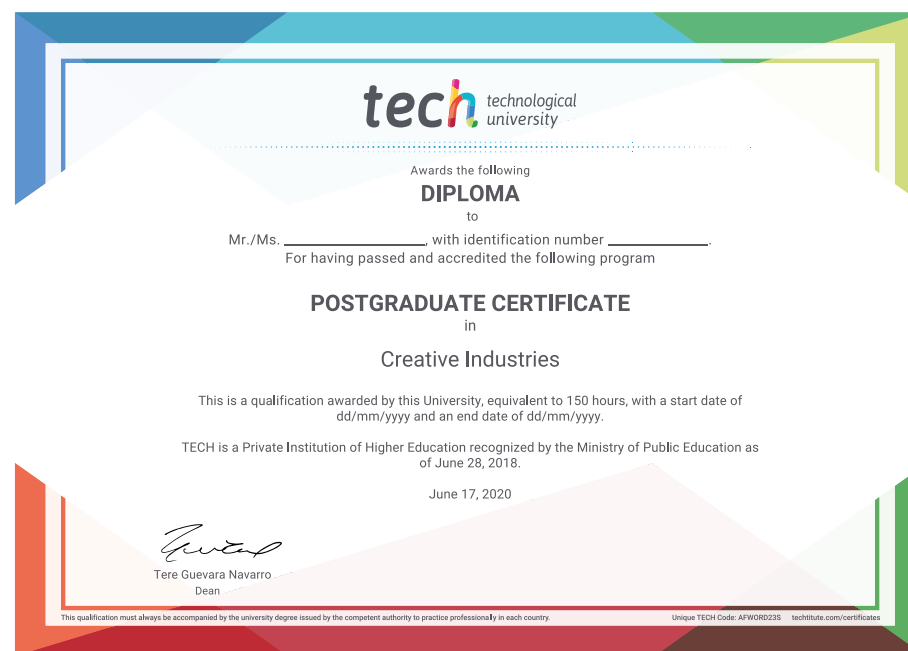 tech technological
university
Awards the following
DIPLOMA
to
Mr./Ms. ____________________, with identification number ______________.
For having passed and accredited the following program
POSTGRADUATE CERTIFICATE
in
Creative Industries
This is a qualification awarded by this University, equivalent to 150 hours, with a start date of
dd/mm/yyyy and an end date of dd/mm/yyyy.
TECH is a Private Institution of Higher Education recognized by the Ministry of Public Education as
of June 28, 2018.
June 17, 2020
Tere Guevara Navarro
Dean
This qualification must always be accompanied by the university degree issued by the competent authority to practice professionally in each country. Unique TECH Code: AFWORD23S techtitute.com/certificates